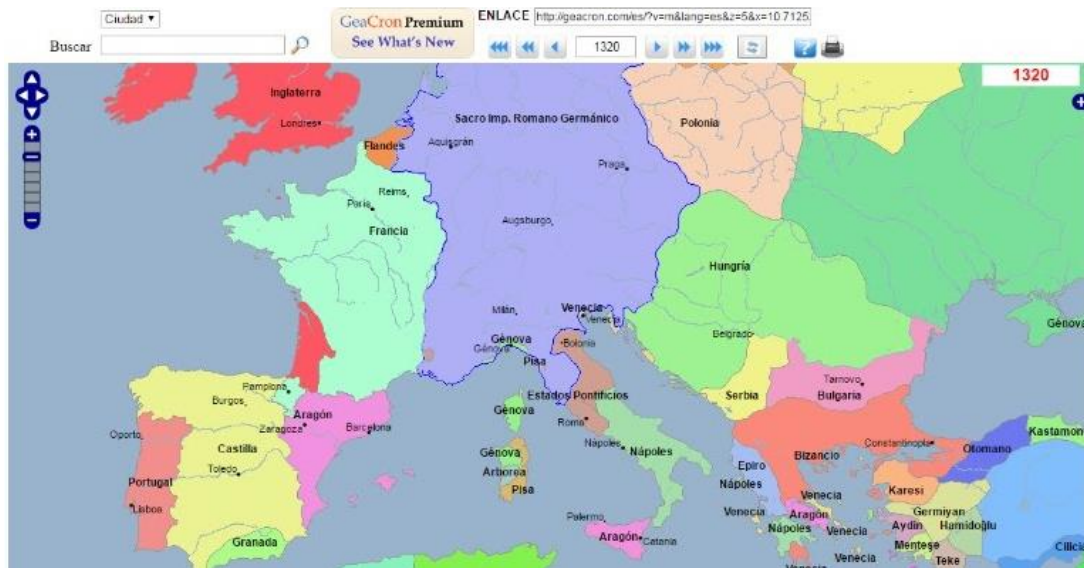 Ciudad
Buscar
GeaCron Premium
See What's New
ENLACE http://geacron.com/es/?v=m&lang=es&z=5&x=10.7125
1320
1320
Inglaterra
Londres
Flandes
Sacro Imp. Romano Germánico
Aquisgrán
Polonia
Praga
Reims
París
Francia
Augsburgo
Hungría
Milán
Venecia
Venecia
Génova
Génova
Bolonia
Pisa
Belgrado
Génova
Pamplona
Burgos
Aragón
Zaragoza
Barcelona
Génova
Estados Pontificios
Roma
Serbia
Tarnovo
Bulgaria
Kastamon
Oporto
Castilla
Toledo
Génova
Arborea
Pisa
Nápoles
Nápoles
Constantinopla
Otomano
Bizancio
Epiro
Nápoles
Karesi
Portugal
Lisboa
Venecia
Venecia
Aragón
Nápoles
Venecia
Germiyan
Aydin
Hamidoğlu
Granada
Palermo
Aragón
Catania
Venecia
Menteşe
Teke
Cilicia
Venecia